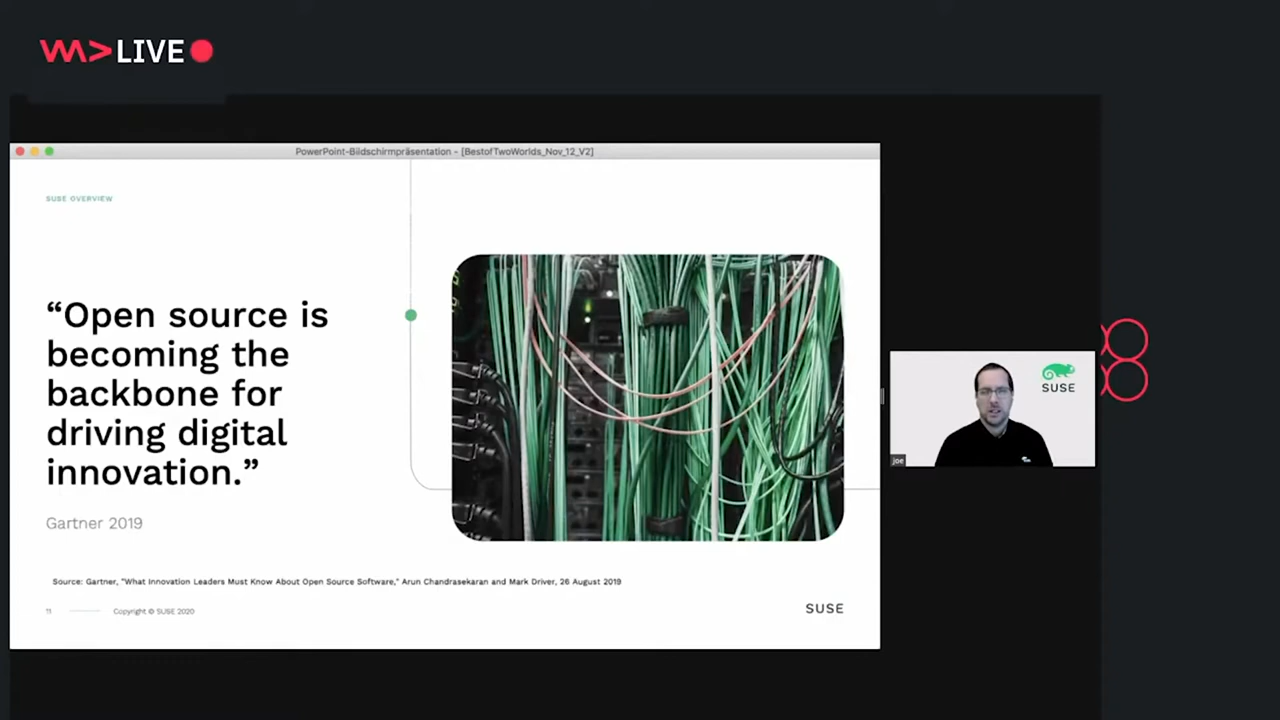 LIVE
PowerPoint-Bildschirmpräsentation - [BestofTwoWorlds_Nov_12_V2]
SUSE OVERVIEW
“Open source is
becoming the
backbone for
driving digital
innovation.”
Gartner 2019
Source: Gartner, "What Innovation Leaders Must Know About Open Source Software," Arun Chandrasekaran and Mark Driver, 26 August 2019
11 Copyright © SUSE 2020
SUSE
SUSE
joe